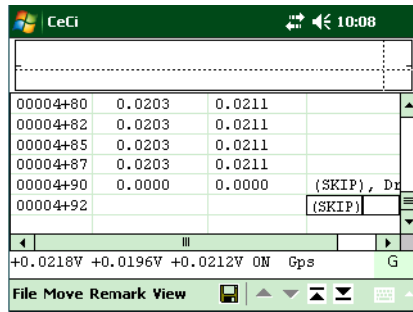 CeCi 10:08
00004+80 0.0203 0.0211
00004+82 0.0203 0.0211
00004+85 0.0203 0.0211
00004+87 0.0203 0.0211
00004+90 0.0000 0.0000 (SKIP), Dr
00004+92 (SKIP)
+0.0218V +0.0196V +0.0212V ON Gps G
File Move Remark View